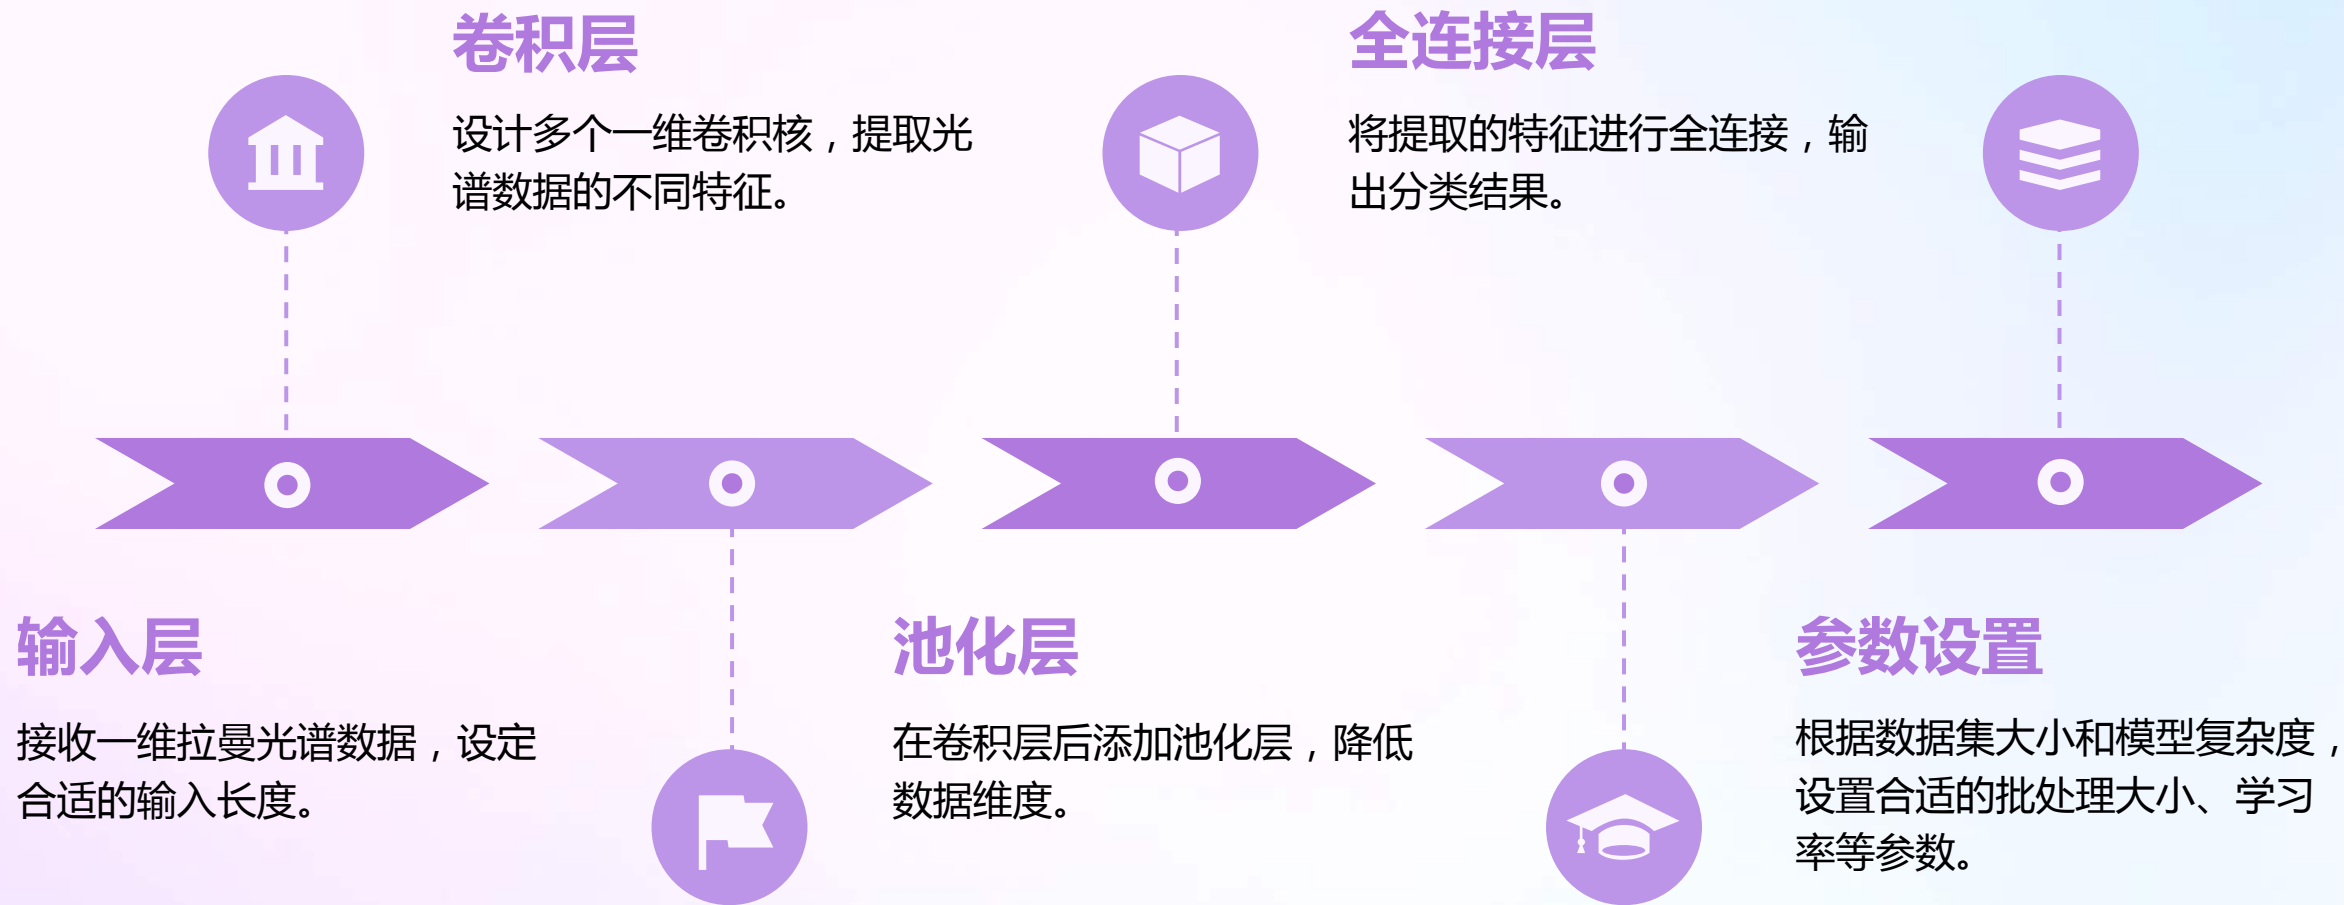 卷积层
设计多个一维卷积核，提取光
谱数据的不同特征。
全连接层
将提取的特征进行全连接，输
出分类结果。
输入层
接收一维拉曼光谱数据，设定
合适的输入长度。
池化层
在卷积层后添加池化层，降低
数据维度。
参数设置
根据数据集大小和模型复杂度，
设置合适的批处理大小、学习
率等参数。